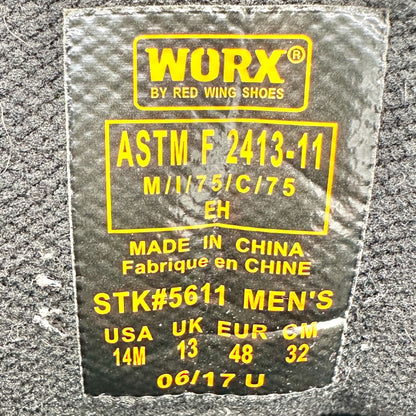 WORX®
BY RED WING SHOES
ASTM F 2413-11
M/I/75/C/75
EH
MADE IN CHINA
Fabrique en CHINE
STK#5611 MEN'S
USA UK EUR CM
14M 13 48 32
06/17 U